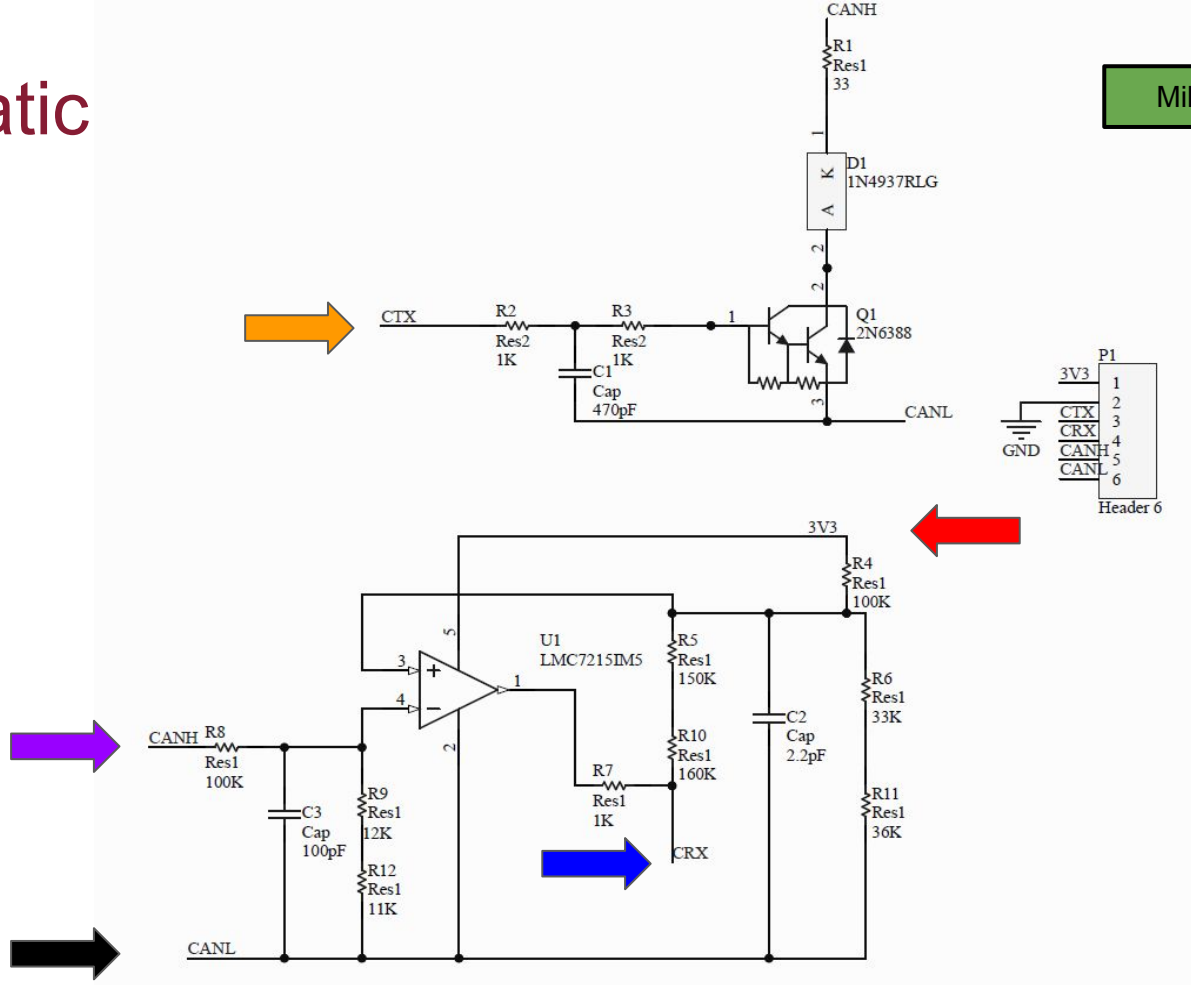 atic
Mil
CANH
R1
Res1
33
1
K
A
D1
1N4937RLG
2
2
CTX
R2
Res2
1K
R3
Res2
1K
1
Q1
2N6388
C1
Cap
470pF
3
CANL
P1
3V3
1
2
CTX
3
CRX
4
CANH
5
CANL
6
GND
Header 6
3V3
R4
Res1
100K
5
U1
LMC7215IM5
3
+
1
4
−
2
R5
Res1
150K
R6
Res1
33K
C2
Cap
2.2pF
R10
Res1
160K
CANH
R8
Res1
100K
R7
Res1
1K
R9
Res1
12K
R11
Res1
36K
C3
Cap
100pF
CRX
R12
Res1
11K
CANL